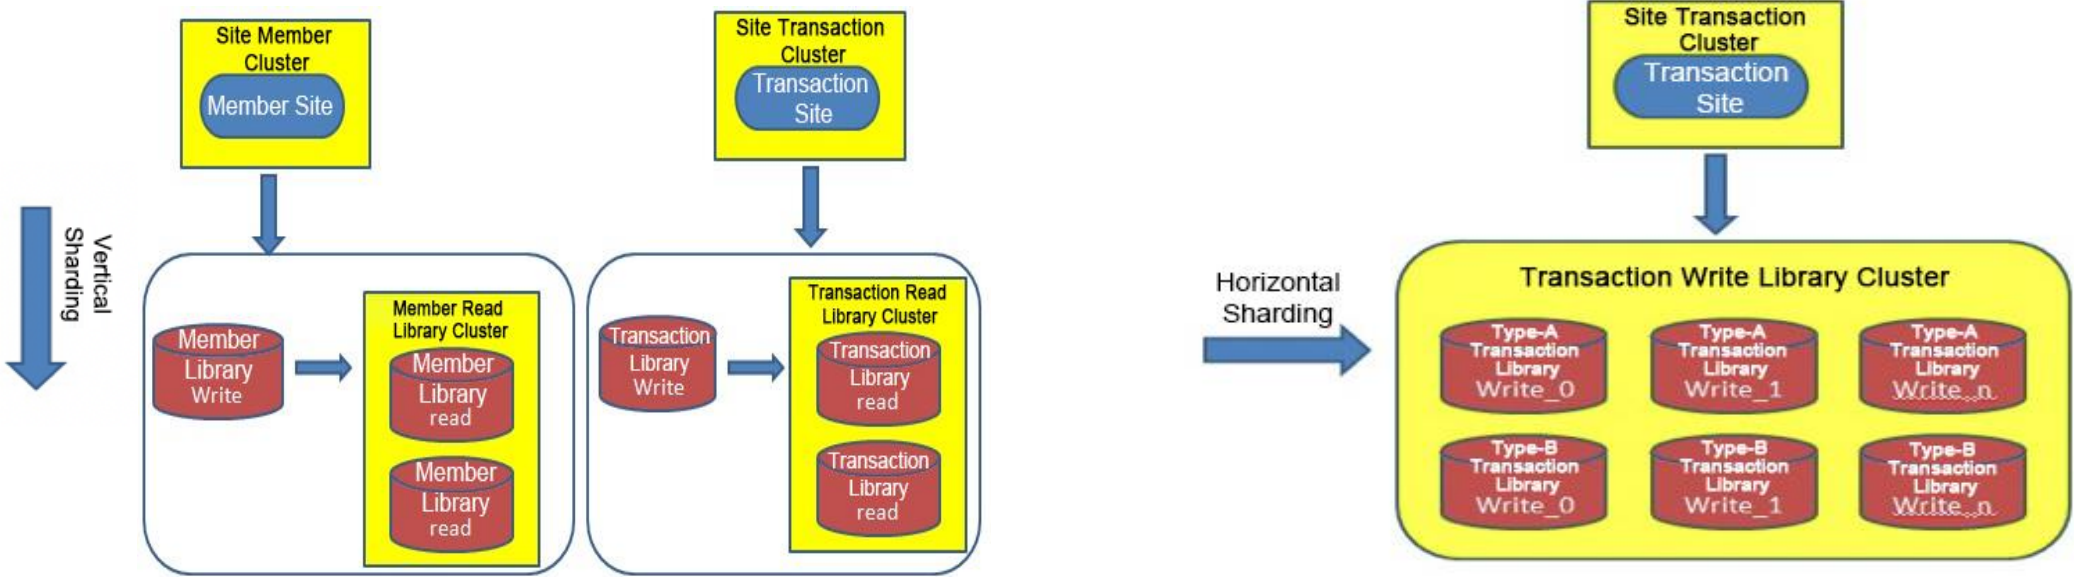 Site Member
Cluster
Member Site
Site Transaction
Cluster
Transaction
Site
Vertical
Sharding
Member
Library
Write
Member Read
Library Cluster
Member
Library
read
Member
Library
read
Transaction
Library
Write
Transaction Read
Library Cluster
Transaction
Library
read
Transaction
Library
read
Site Transaction
Cluster
Transaction
Site
Horizontal
Sharding
Transaction Write Library Cluster
Type-A
Transaction
Library
Write_0
Type-A
Transaction
Library
Write_1
Type-A
Transaction
Library
Write_n
Type-B
Transaction
Library
Write_0
Type-B
Transaction
Library
Write_1
Type-B
Transaction
Library
Write_n